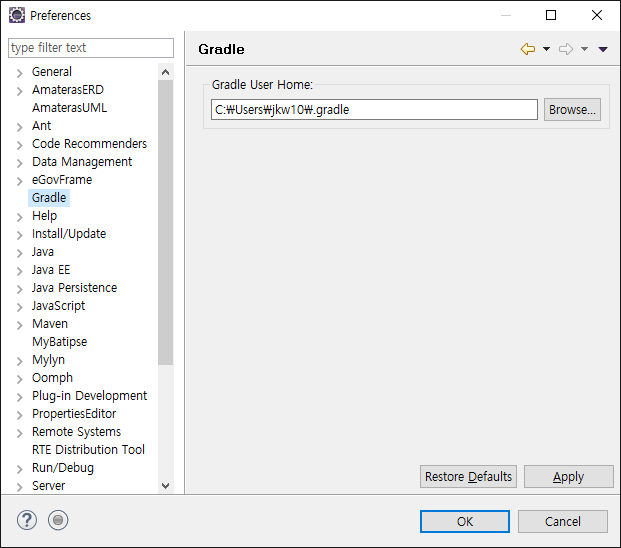 Preferences
type filter text
General
AmaterasERD
AmaterasUML
Ant
Code Recommenders
Data Management
eGovFrame
Gradle
Help
Install/Update
Java
Java EE
Java Persistence
JavaScript
Maven
MyBatipse
Mylyn
Oomph
Plug-in Development
PropertiesEditor
Remote Systems
RTE Distribution Tool
Run/Debug
Server
Gradle
Gradle User Home:
C:₩Users₩jkw10₩.gradle
Browse...
Restore Defaults
Apply
?
OK
Cancel